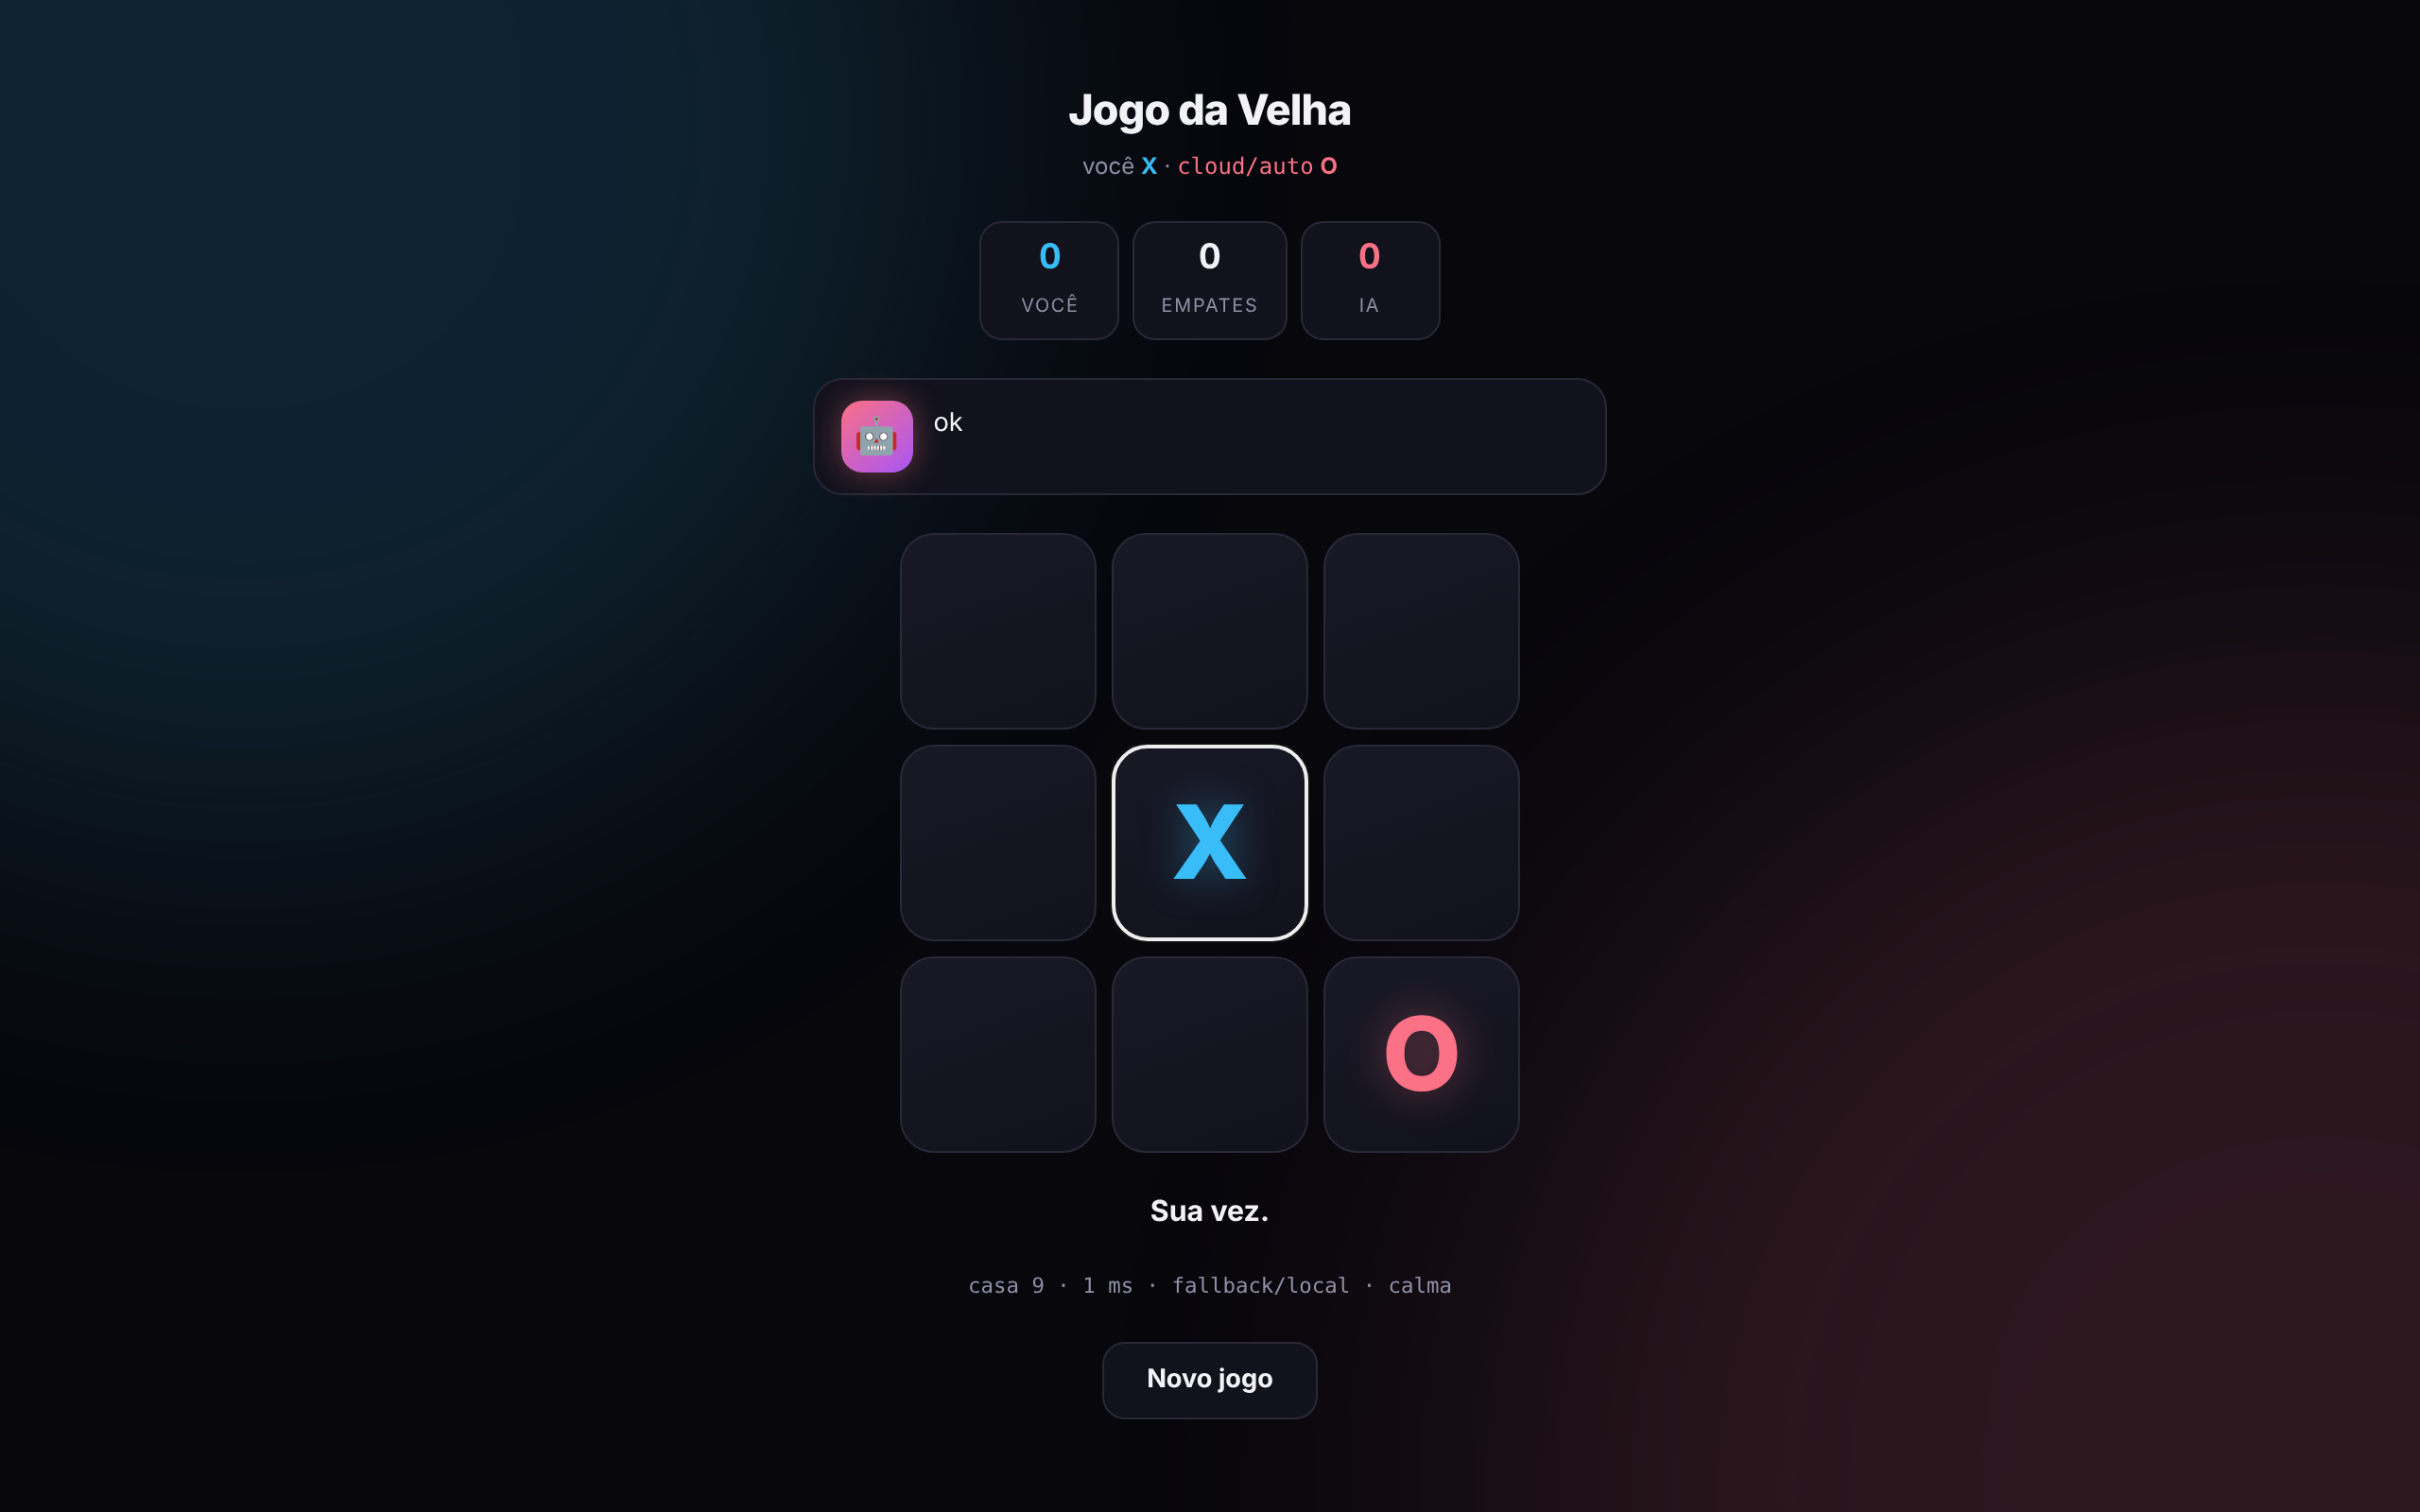 Jogo da Velha
você X · cloud/auto O
0 0 0
VOCÊ EMPATES IA
ok
X
O
Sua vez.
casa 9 · 1 ms · fallback/local · calma
Novo jogo